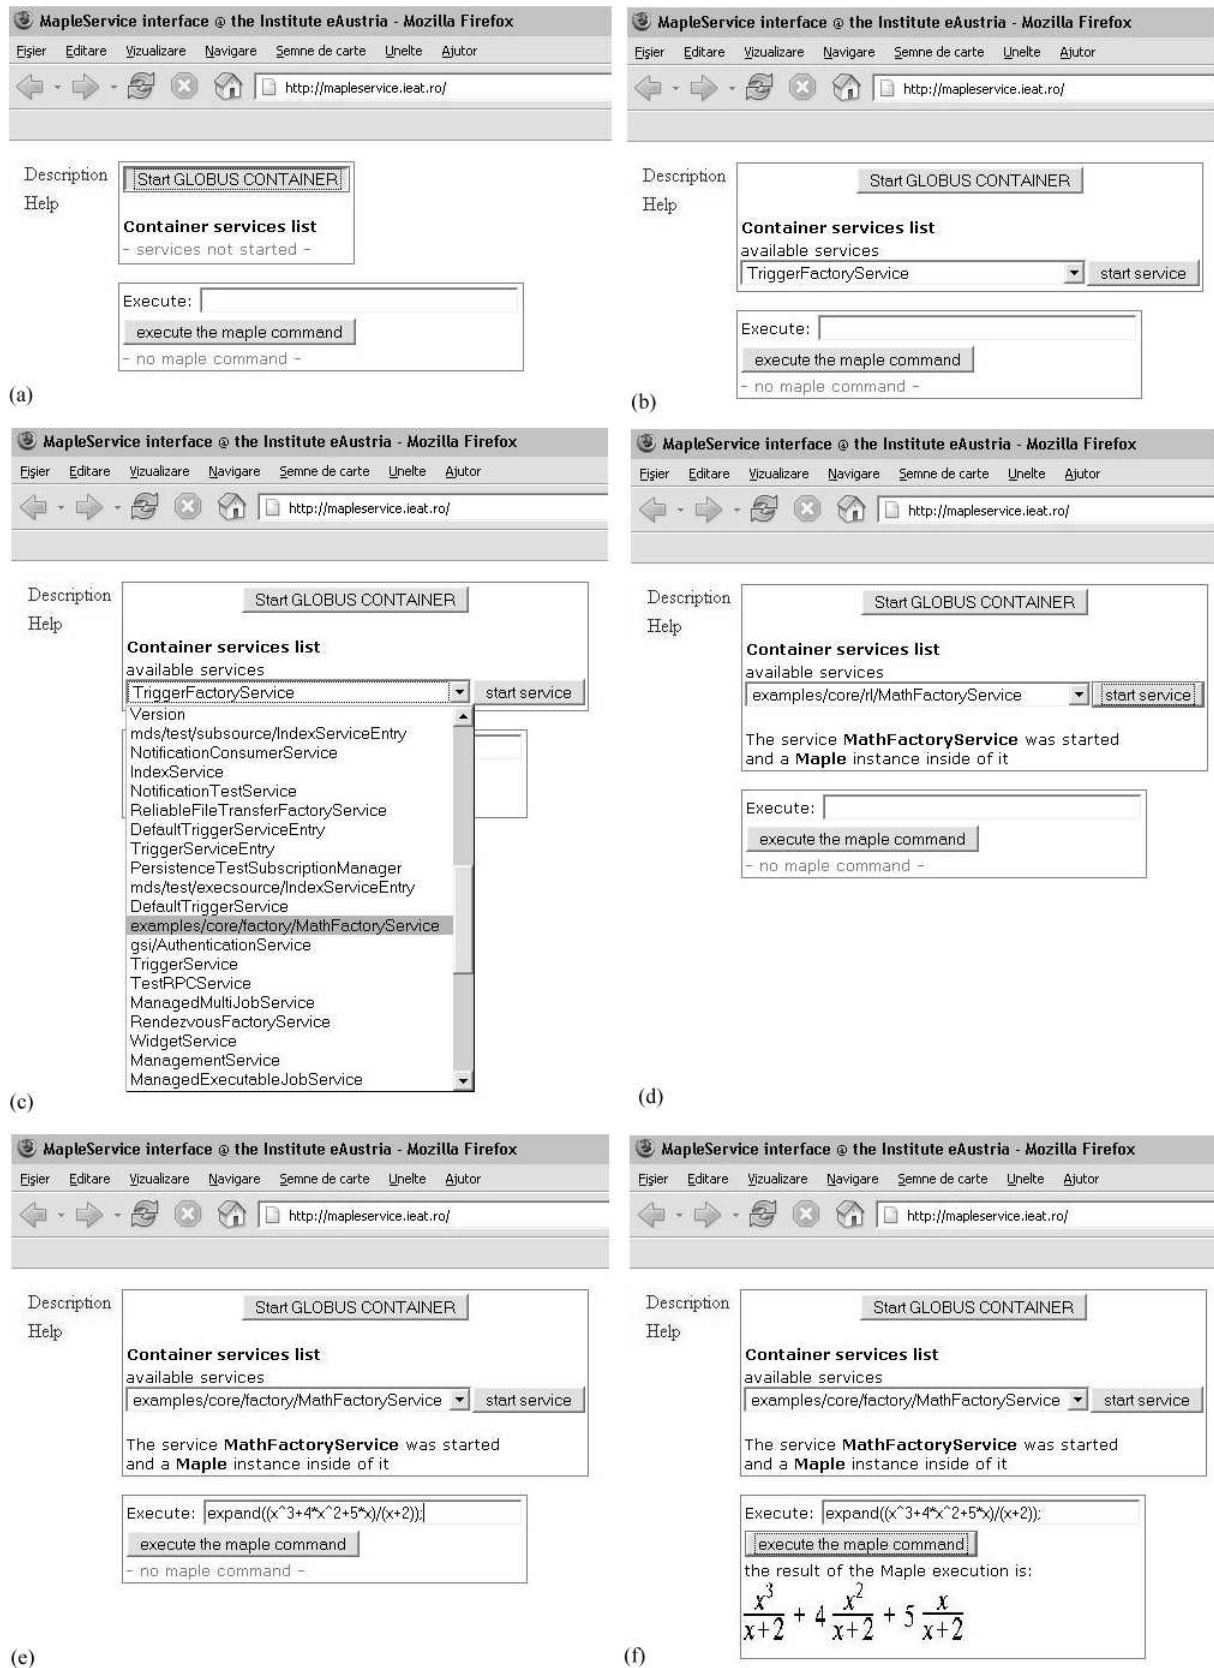 MapleService interface @ the Institute eAustria - Mozilla Firefox
Fişier Editare Vizualizare Navigare Semne de carte Unelte Ajutor
http://mapleservice.ieat.ro/
Description
Help
Start GLOBUS CONTAINER
Container services list
- services not started -
Execute:
execute the maple command
- no maple command -
(a)
MapleService interface @ the Institute eAustria - Mozilla Firefox
Fişier Editare Vizualizare Navigare Semne de carte Unelte Ajutor
http://mapleservice.ieat.ro/
Description
Help
Start GLOBUS CONTAINER
Container services list
available services
TriggerFactoryService start service
Execute:
execute the maple command
- no maple command -
(b)
MapleService interface @ the Institute eAustria - Mozilla Firefox
Fişier Editare Vizualizare Navigare Semne de carte Unelte Ajutor
http://mapleservice.ieat.ro/
Description
Help
Start GLOBUS CONTAINER
Container services list
available services
TriggerFactoryService start service
Version
mds/test/subsource/IndexServiceEntry
NotificationConsumerService
IndexService
NotificationTestService
ReliableFileTransferFactoryService
DefaultTriggerServiceEntry
TriggerServiceEntry
PersistenceTestSubscriptionManager
mds/test/execsource/IndexServiceEntry
DefaultTriggerService
examples/core/factory/MathFactoryService
gsi/AuthenticationService
TriggerService
TestRPCService
ManagedMultiJobService
RendezvousFactoryService
WidgetService
ManagementService
ManagedExecutableJobService
(c)
MapleService interface @ the Institute eAustria - Mozilla Firefox
Fişier Editare Vizualizare Navigare Semne de carte Unelte Ajutor
http://mapleservice.ieat.ro/
Description
Help
Start GLOBUS CONTAINER
Container services list
available services
examples/core/rl/MathFactoryService start service
The service MathFactoryService was started
and a Maple instance inside of it
Execute:
execute the maple command
- no maple command -
(d)
MapleService interface @ the Institute eAustria - Mozilla Firefox
Fişier Editare Vizualizare Navigare Semne de carte Unelte Ajutor
http://mapleservice.ieat.ro/
Description
Help
Start GLOBUS CONTAINER
Container services list
available services
examples/core/factory/MathFactoryService start service
The service MathFactoryService was started
and a Maple instance inside of it
Execute: expand((x^3+4*x^2+5*x)/(x+2));
execute the maple command
- no maple command -
(e)
MapleService interface @ the Institute eAustria - Mozilla Firefox
Fişier Editare Vizualizare Navigare Semne de carte Unelte Ajutor
http://mapleservice.ieat.ro/
Description
Help
Start GLOBUS CONTAINER
Container services list
available services
examples/core/factory/MathFactoryService start service
The service MathFactoryService was started
and a Maple instance inside of it
Execute: expand((x^3+4*x^2+5*x)/(x+2));
execute the maple command
the result of the Maple execution is:
x^3/(x+2) + 4 x^2/(x+2) + 5 x/(x+2)
(f)